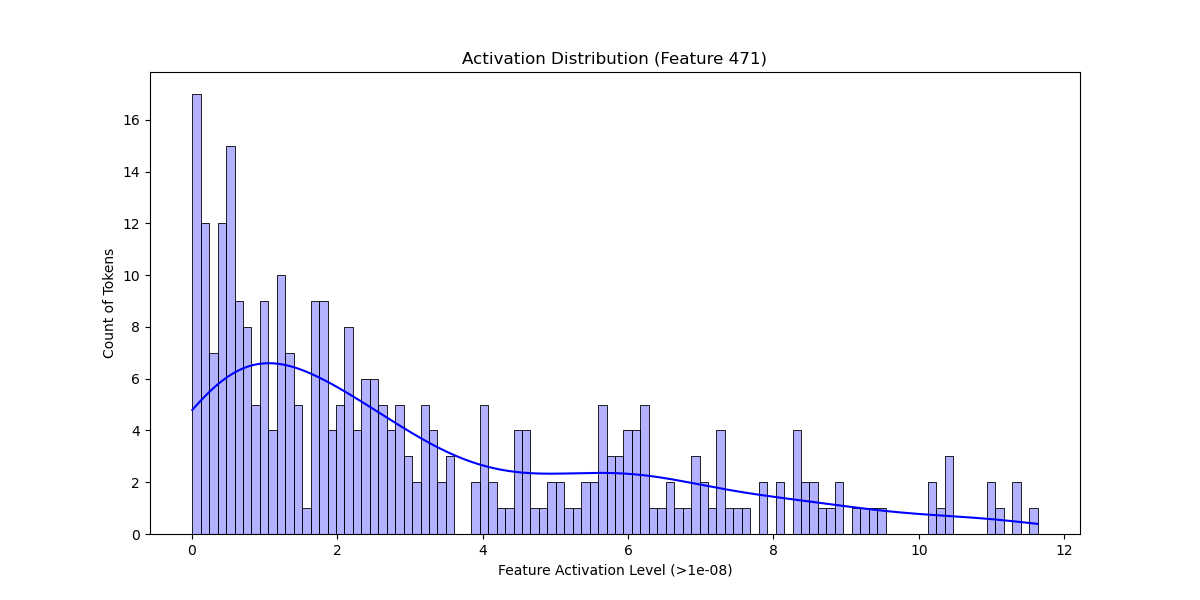 Activation Distribution (Feature 471)
16
14
12
10
8
6
4
2
0
Count of Tokens
0 2 4 6 8 10 12
Feature Activation Level (>1e-08)